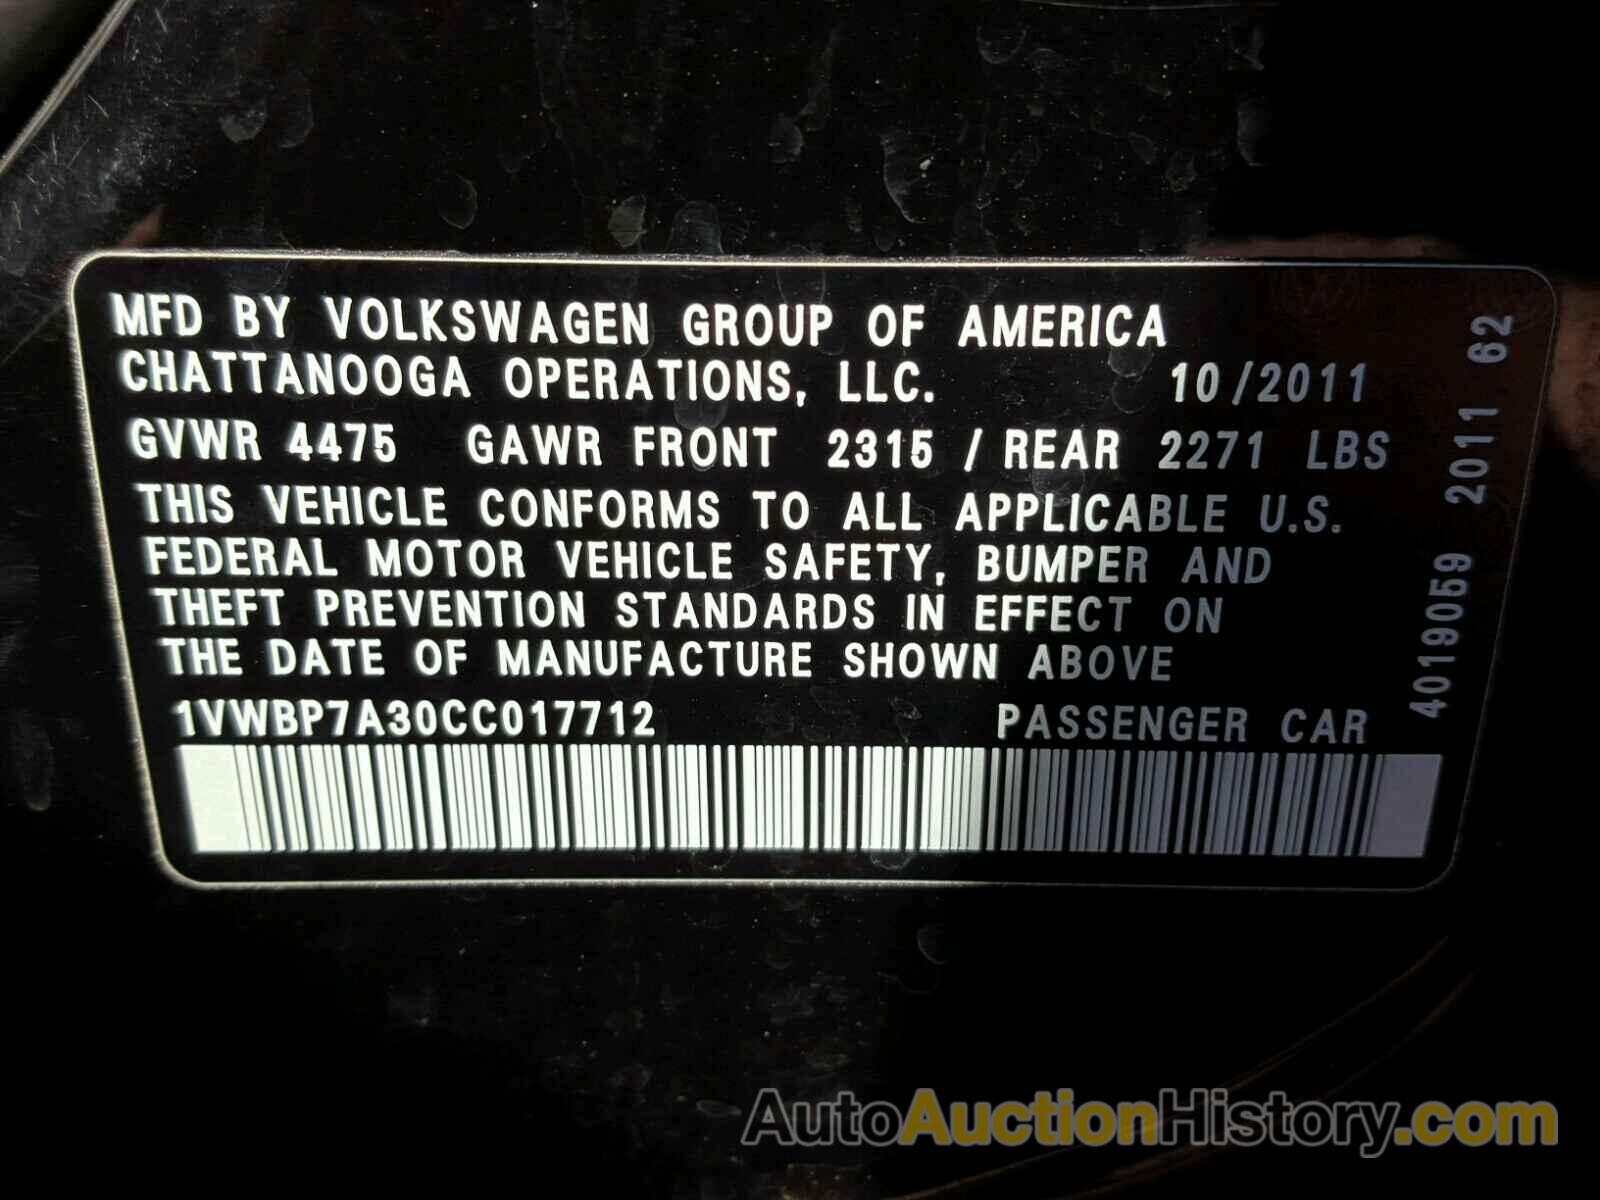 MFD BY VOLKSWAGEN GROUP OF AMERICA
CHATTANOOGA OPERATIONS, LLC. 10/2011
GVWR 4475 GAWR FRONT 2315 / REAR 2271 LBS
THIS VEHICLE CONFORMS TO ALL APPLICABLE U.S.
FEDERAL MOTOR VEHICLE SAFETY, BUMPER AND
THEFT PREVENTION STANDARDS IN EFFECT ON
THE DATE OF MANUFACTURE SHOWN ABOVE
1VWBP7A30CC017712 PASSENGER CAR
4019059 2011 62
AutoAuctionHistory.com